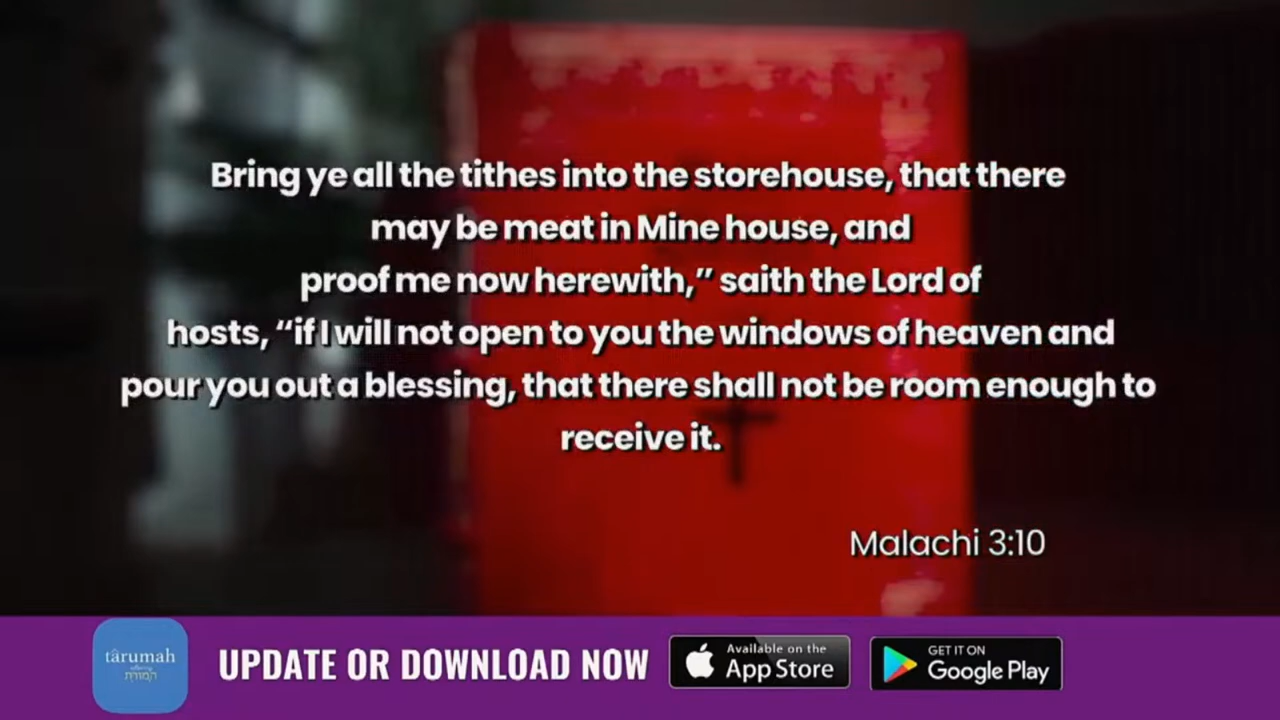 Bring ye all the tithes into the storehouse, that there
may be meat in Mine house, and
proof me now herewith,” saith the Lord of
hosts, “if I will not open to you the windows of heaven and
pour you out a blessing, that there shall not be room enough to
receive it.
Malachi 3:10
târumah
offering
UPDATE OR DOWNLOAD NOW
Available on the
App Store
GET IT ON
Google Play